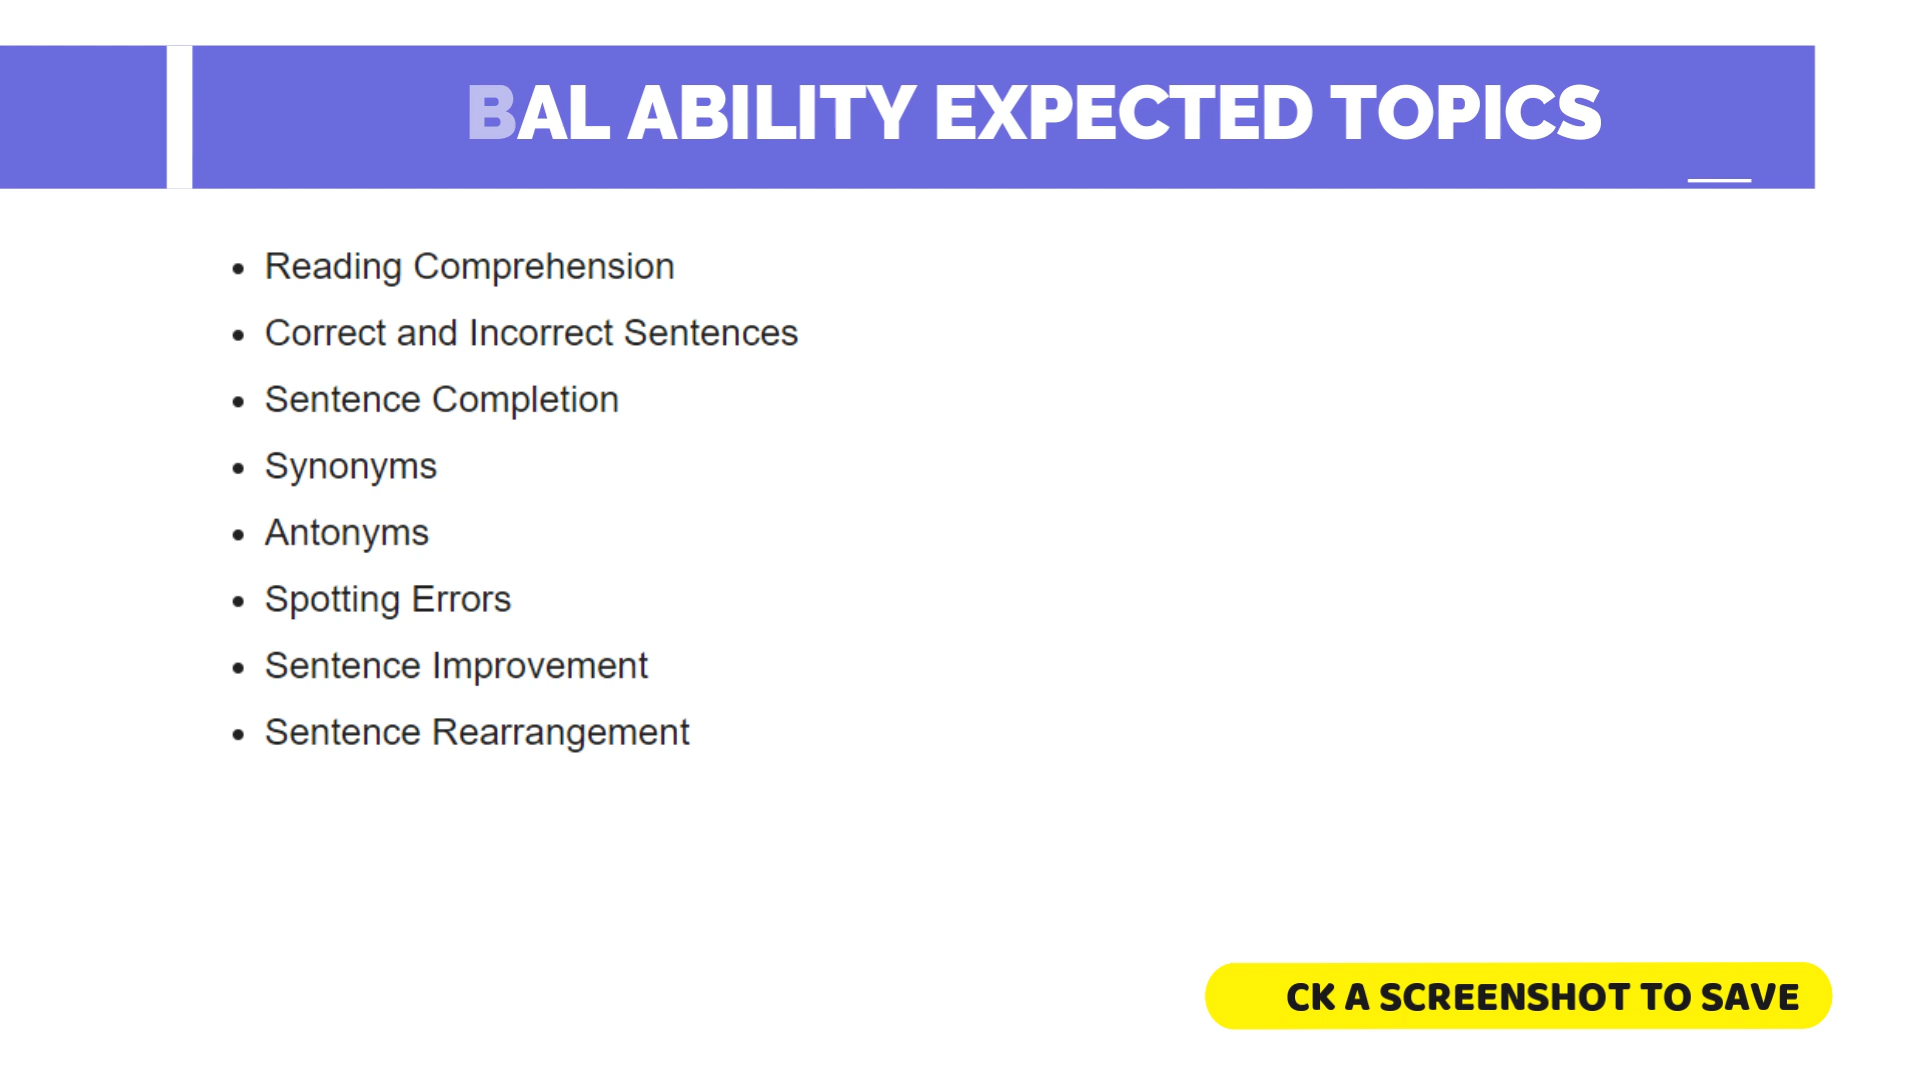 BAL ABILITY EXPECTED TOPICS
• Reading Comprehension
• Correct and Incorrect Sentences
• Sentence Completion
• Synonyms
• Antonyms
• Spotting Errors
• Sentence Improvement
• Sentence Rearrangement
CK A SCREENSHOT TO SAVE